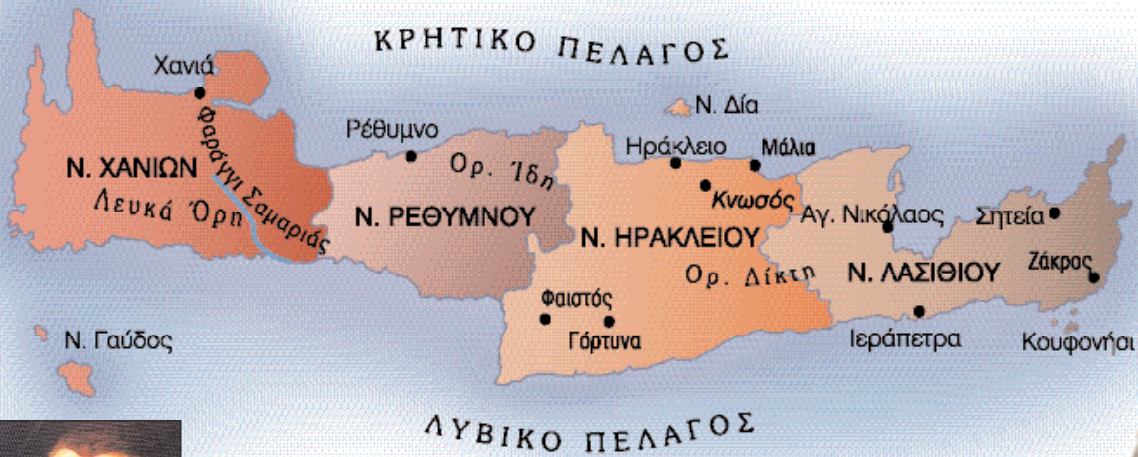 ΚΡΗΤΙΚΟ ΠΕΛΑΓΟΣ
Χανιά
Ν. Δία
Ρέθυμνο
Ηράκλειο
Μάλια
Φαράγγι Σαμαριάς
Ορ. Ίδη
Ν. ΧΑΝΙΩΝ
Κνωσός
Λευκά Όρη
Ν. ΡΕΘΥΜΝΟΥ
Αγ. Νικόλαος
Σητεία
Ν. ΗΡΑΚΛΕΙΟΥ
Ορ. Δίκτη
Ν. ΛΑΣΙΘΙΟΥ
Ζάκρος
Φαιστός
Γόρτυνα
Ν. Γαύδος
Ιεράπετρα
Κουφονήσι
ΛΥΒΙΚΟ ΠΕΛΑΓΟΣ